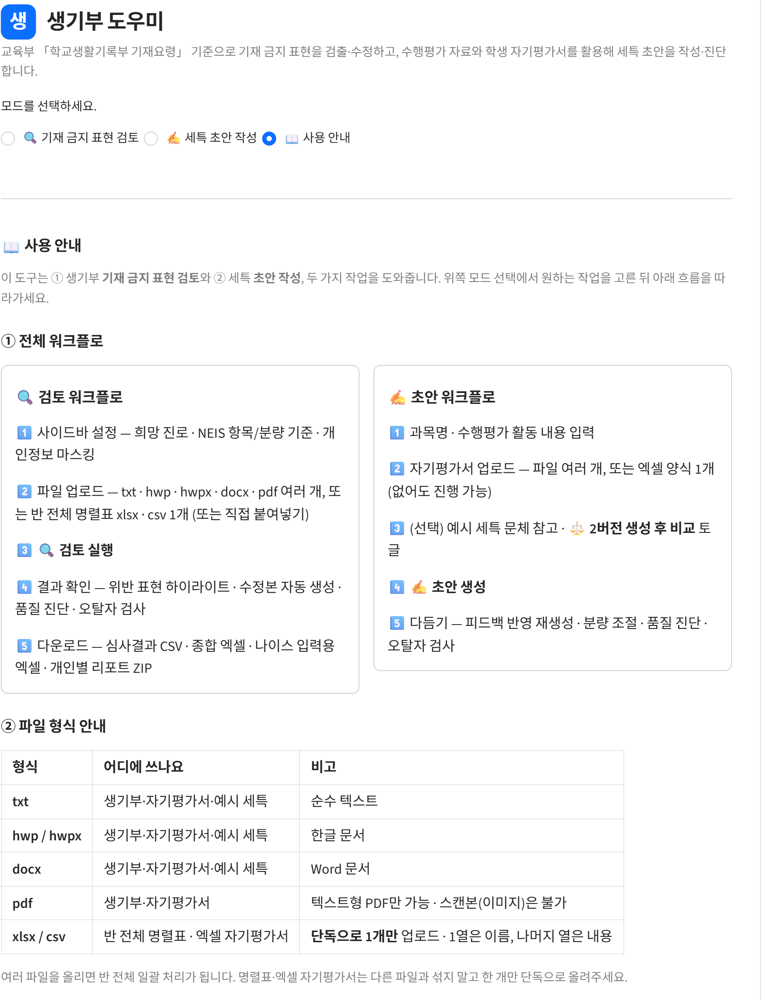 생 생기부 도우미
교육부 「학교생활기록부 기재요령」 기준으로 기재 금지 표현을 검출·수정하고, 수행평가 자료와 학생 자기평가서를 활용해 세특 초안을 작성·진단
합니다.
모드를 선택하세요.
🔍 기재 금지 표현 검토 ✍️ 세특 초안 작성 📖 사용 안내
📖 사용 안내
이 도구는 ① 생기부 기재 금지 표현 검토와 ② 세특 초안 작성, 두 가지 작업을 도와줍니다. 위쪽 모드 선택에서 원하는 작업을 고른 뒤 아래 흐름을 따
라가세요.
① 전체 워크플로
🔍 검토 워크플로
1️⃣ 사이드바 설정 — 희망 진로 · NEIS 항목/분량 기준 · 개
인정보 마스킹
2️⃣ 파일 업로드 — txt · hwp · hwpx · docx · pdf 여러 개, 또
는 반 전체 명렬표 xlsx · csv 1개 (또는 직접 붙여넣기)
3️⃣ 🔍 검토 실행
4️⃣ 결과 확인 — 위반 표현 하이라이트 · 수정본 자동 생성 ·
품질 진단 · 오탈자 검사
5️⃣ 다운로드 — 심사결과 CSV · 종합 엑셀 · 나이스 입력용
엑셀 · 개인별 리포트 ZIP
✍️ 초안 워크플로
1️⃣ 과목명 · 수행평가 활동 내용 입력
2️⃣ 자기평가서 업로드 — 파일 여러 개, 또는 엑셀 양식 1개
(없어도 진행 가능)
3️⃣ (선택) 예시 세특 문체 참고 · ⚖️ 2버전 생성 후 비교 토
글
4️⃣ ✍️ 초안 생성
5️⃣ 다듬기 — 피드백 반영 재생성 · 분량 조절 · 품질 진단 ·
오탈자 검사
② 파일 형식 안내
형식 어디에 쓰나요 비고
txt 생기부·자기평가서·예시 세특 순수 텍스트
hwp / hwpx 생기부·자기평가서·예시 세특 한글 문서
docx 생기부·자기평가서·예시 세특 Word 문서
pdf 생기부·자기평가서 텍스트형 PDF만 가능 · 스캔본(이미지)은 불가
xlsx / csv 반 전체 명렬표 · 엑셀 자기평가서 단독으로 1개만 업로드 · 1열은 이름, 나머지 열은 내용
여러 파일을 올리면 반 전체 일괄 처리가 됩니다. 명렬표·엑셀 자기평가서는 다른 파일과 섞지 말고 한 개만 단독으로 올려주세요.